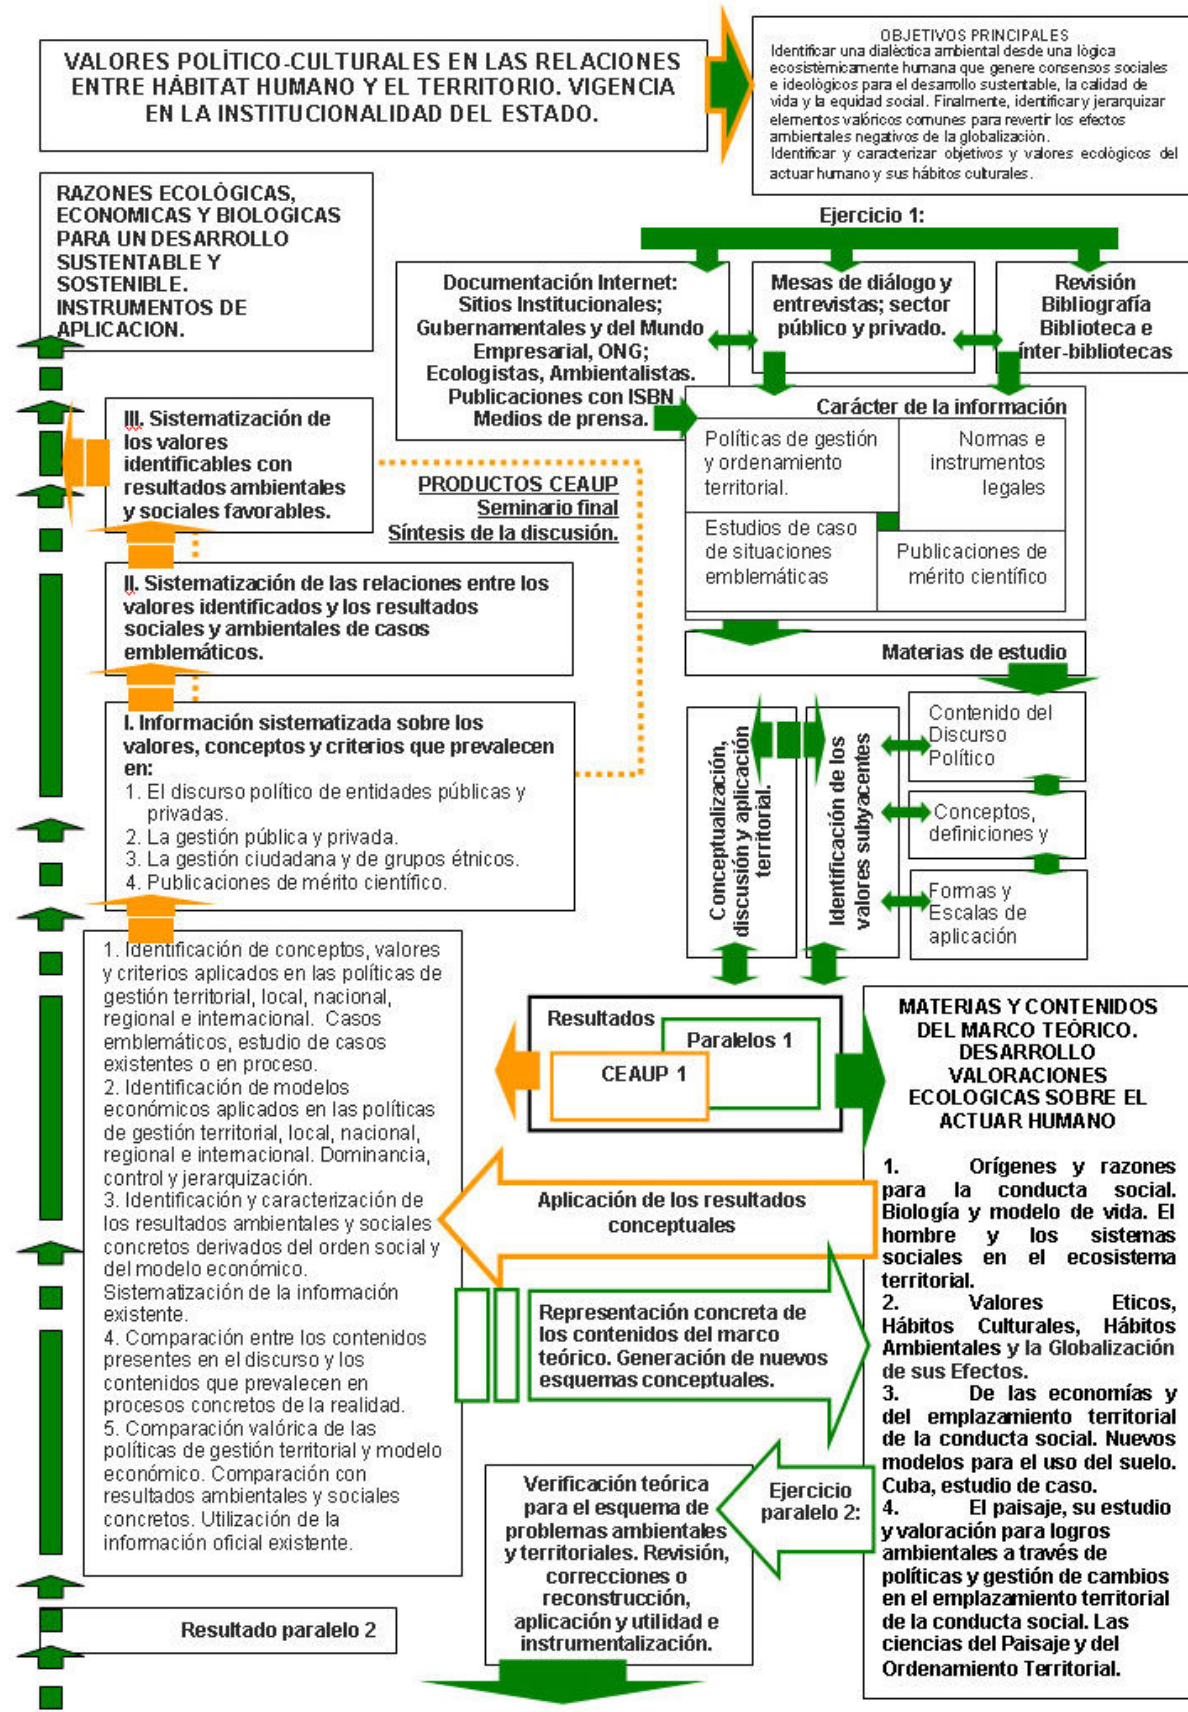 VALORES POLÍTICO-CULTURALES EN LAS RELACIONES
ENTRE HÁBITAT HUMANO Y EL TERRITORIO. VIGENCIA
EN LA INSTITUCIONALIDAD DEL ESTADO.
OBJETIVOS PRINCIPALES
Identificar una dialéctica ambiental desde una lógica
ecosistémicamente humana que genere consensos sociales
e ideológicos para el desarrollo sustentable, la calidad de
vida y la equidad social. Finalmente, identificar y jerarquizar
elementos valóricos comunes para revertir los efectos
ambientales negativos de la globalización.
Identificar y caracterizar objetivos y valores ecológicos del
actuar humano y sus hábitos culturales.
RAZONES ECOLÓGICAS,
ECONOMICAS Y BIOLOGICAS
PARA UN DESARROLLO
SUSTENTABLE Y
SOSTENIBLE.
INSTRUMENTOS DE
APLICACION.
Ejercicio 1:
Documentación Internet:
Sitios Institucionales;
Gubernamentales y del Mundo
Empresarial, ONG;
Ecologistas, Ambientalistas.
Publicaciones con ISBN
Medios de prensa.
Mesas de diálogo y
entrevistas; sector
público y privado.
Revisión
Bibliografía
Biblioteca e
ínter-bibliotecas
Carácter de la información
Políticas de gestión
y ordenamiento
territorial.
Normas e
instrumentos
legales
Estudios de caso
de situaciones
emblemáticas
Publicaciones de
mérito científico
III. Sistematización de
los valores
identificables con
resultados ambientales
y sociales favorables.
PRODUCTOS CEAUP
Seminario final
Síntesis de la discusión.
II. Sistematización de las relaciones entre los
valores identificados y los resultados
sociales y ambientales de casos
emblemáticos.
Materias de estudio
I. Información sistematizada sobre los
valores, conceptos y criterios que prevalecen
en:
1. El discurso político de entidades públicas y
privadas.
2. La gestión pública y privada.
3. La gestión ciudadana y de grupos étnicos.
4. Publicaciones de mérito científico.
Conceptualización,
discusión y aplicación
territorial.
Identificación de los
valores subyacentes
Contenido del
Discurso
Político
Conceptos,
definiciones y
Formas y
Escalas de
aplicación
1. Identificación de conceptos, valores
y criterios aplicados en las políticas de
gestión territorial, local, nacional,
regional e internacional. Casos
emblemáticos, estudio de casos
existentes o en proceso.
2. Identificación de modelos
económicos aplicados en las políticas
de gestión territorial, local, nacional,
regional e internacional. Dominancia,
control y jerarquización.
3. Identificación y caracterización de
los resultados ambientales y sociales
concretos derivados del orden social y
del modelo económico.
Sistematización de la información
existente.
4. Comparación entre los contenidos
presentes en el discurso y los
contenidos que prevalecen en
procesos concretos de la realidad.
5. Comparación valórica de las
políticas de gestión territorial y modelo
económico. Comparación con
resultados ambientales y sociales
concretos. Utilización de la
información oficial existente.
Resultados
Paralelos 1
CEAUP 1
MATERIAS Y CONTENIDOS
DEL MARCO TEÓRICO.
DESARROLLO
VALORACIONES
ECOLOGICAS SOBRE EL
ACTUAR HUMANO
1. Orígenes y razones
para la conducta social.
Biología y modelo de vida. El
hombre y los sistemas
sociales en el ecosistema
territorial.
2. Valores Eticos,
Hábitos Culturales, Hábitos
Ambientales y la Globalización
de sus Efectos.
3. De las economías y
del emplazamiento territorial
de la conducta social. Nuevos
modelos para el uso del suelo.
Cuba, estudio de caso.
4. El paisaje, su estudio
y valoración para logros
ambientales a través de
políticas y gestión de cambios
en el emplazamiento territorial
de la conducta social. Las
ciencias del Paisaje y del
Ordenamiento Territorial.
Aplicación de los resultados
conceptuales
Representación concreta de
los contenidos del marco
teórico. Generación de nuevos
esquemas conceptuales.
Ejercicio
paralelo 2:
Verificación teórica
para el esquema de
problemas ambientales
y territoriales. Revisión,
correcciones o
reconstrucción,
aplicación y utilidad e
instrumentalización.
Resultado paralelo 2